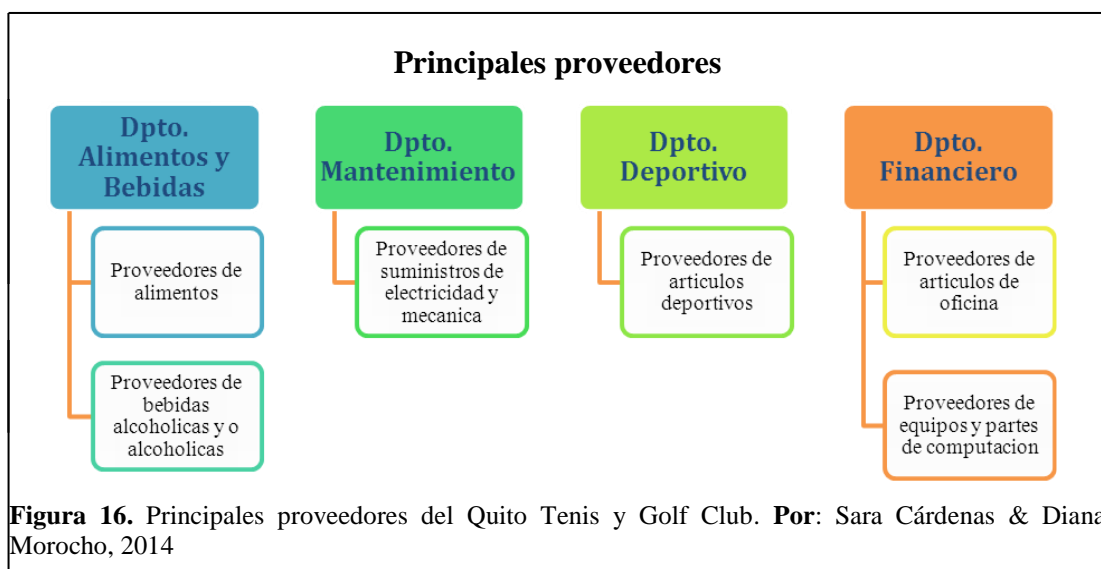 Principales proveedores
Dpto.
Alimentos y
Bebidas
Proveedores de
alimentos
Proveedores de
bebidas
alcoholicas y o
alcoholicas
Dpto.
Mantenimiento
Proveedores de
suministros de
electricidad y
mecanica
Dpto.
Deportivo
Proveedores de
articulos
deportivos
Dpto.
Financiero
Proveedores de
articulos de
oficina
Proveedores de
equipos y partes
de computacion
Figura 16. Principales proveedores del Quito Tenis y Golf Club. Por: Sara Cárdenas & Diana
Morocho, 2014